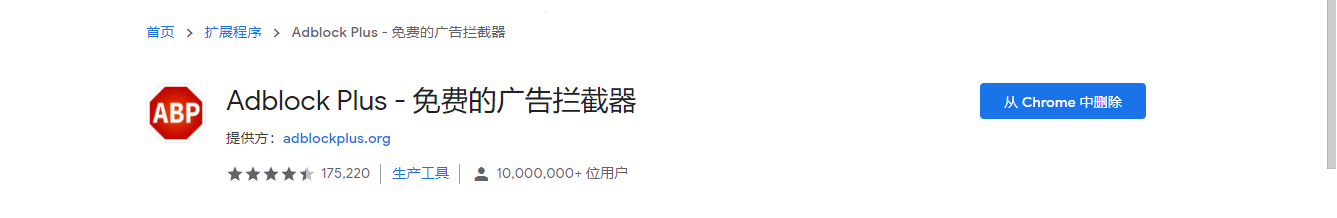 首页 > 扩展程序 > Adblock Plus - 免费的广告拦截器
ABP
Adblock Plus - 免费的广告拦截器
从 Chrome 中删除
提供方： adblockplus.org
175,220 生产工具 10,000,000+ 位用户